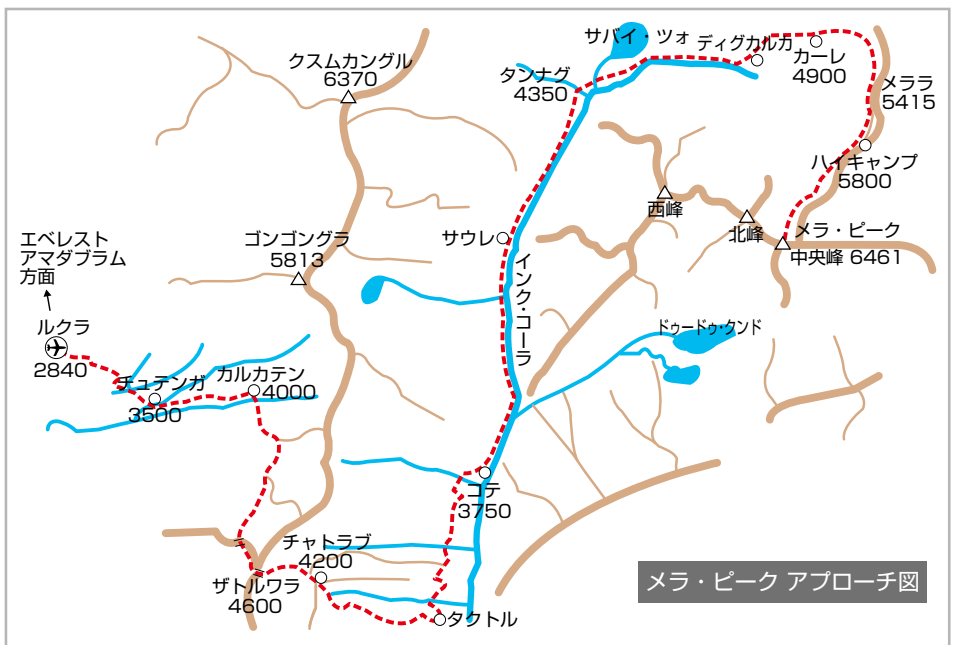 クスムカングル
6370
サバイ・ツォ
ディグカルカ
カーレ
4900
タンナグ
4350
メララ
5415
ハイキャンプ
5800
西峰
北峰
メラ・ピーク
中央峰 6461
サウレ
インク・コーラ
エベレスト
アマダブラム
方面
ゴンゴングラ
5813
ルクラ
2840
チュテンガ
3500
カルカテン
4000
ドゥードゥ・クンド
コテ
3750
チャトラブ
4200
ザトルワラ
4600
タクトル
メラ・ピーク アプローチ図